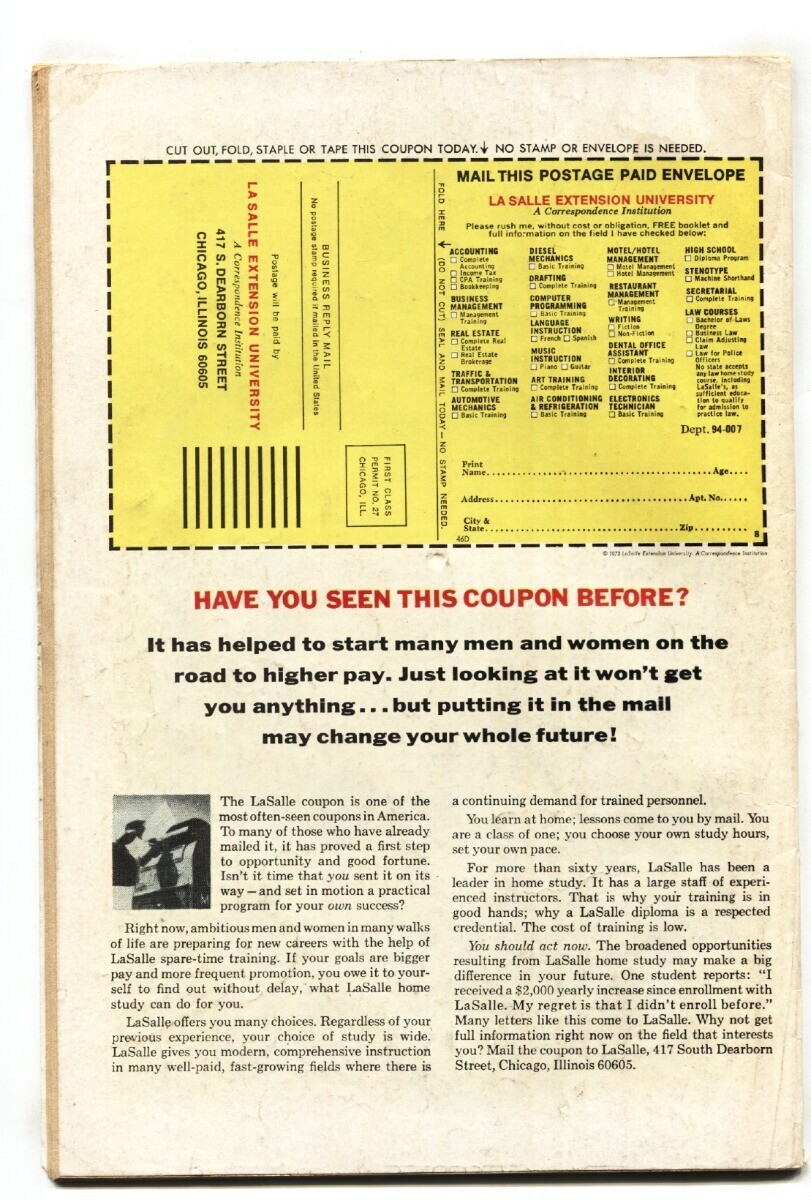 CUT OUT, FOLD, STAPLE OR TAPE THIS COUPON TODAY.↓ NO STAMP OR ENVELOPE IS NEEDED.
BUSINESS REPLY MAIL
No postage stamp required if mailed in the United States
Postage will be paid by
LA SALLE EXTENSION UNIVERSITY
A Correspondence Institution
417 S. DEARBORN STREET
CHICAGO, ILLINOIS 60605
FIRST CLASS
PERMIT NO. 27
CHICAGO, ILL.
FOLD HERE ↓ (DO NOT CUT) SEAL AND MAIL TODAY—NO STAMP NEEDED.
MAIL THIS POSTAGE PAID ENVELOPE
LA SALLE EXTENSION UNIVERSITY
A Correspondence Institution
Please rush me, without cost or obligation, FREE booklet and
full information on the field I have checked below:
ACCOUNTING
☐ Complete
Accounting
☐ Income Tax
☐ CPA Training
☐ Bookkeeping
BUSINESS
MANAGEMENT
☐ Management
Training
REAL ESTATE
☐ Complete Real
Estate
☐ Real Estate
Brokerage
TRAFFIC &
TRANSPORTATION
☐ Complete Training
AUTOMOTIVE
MECHANICS
☐ Basic Training
DIESEL
MECHANICS
☐ Basic Training
DRAFTING
☐ Complete Training
COMPUTER
PROGRAMMING
☐ Basic Training
LANGUAGE
INSTRUCTION
☐ French ☐ Spanish
MUSIC
INSTRUCTION
☐ Piano ☐ Guitar
ART TRAINING
☐ Complete Training
AIR CONDITIONING
& REFRIGERATION
☐ Basic Training
MOTEL/HOTEL
MANAGEMENT
☐ Motel Management
☐ Hotel Management
RESTAURANT
MANAGEMENT
☐ Management
Training
WRITING
☐ Fiction
☐ Non-Fiction
DENTAL OFFICE
ASSISTANT
☐ Complete Training
INTERIOR
DECORATING
☐ Complete Training
ELECTRONICS
TECHNICIAN
☐ Basic Training
HIGH SCHOOL
☐ Diploma Program
STENOTYPE
☐ Machine Shorthand
SECRETARIAL
☐ Complete Training
LAW COURSES
☐ Bachelor of Laws
Degree
☐ Business Law
☐ Claim Adjusting
Law
☐ Law for Police
Officers
No state accepts
any law home study
course, including
LaSalle's, as
sufficient educa-
tion to qualify
for admission to
practice law.
Dept. 94-007
Print
Name.......... Age....
Address.......... Apt. No......
City &
State.......... Zip..........
46D
8
© 1973 LaSalle Extension University. A Correspondence Institution
HAVE YOU SEEN THIS COUPON BEFORE?
It has helped to start many men and women on the
road to higher pay. Just looking at it won't get
you anything...but putting it in the mail
may change your whole future!
The LaSalle coupon is one of the
most often-seen coupons in America.
To many of those who have already
mailed it, it has proved a first step
to opportunity and good fortune.
Isn't it time that you sent it on its
way – and set in motion a practical
program for your own success?
Right now, ambitious men and women in many walks
of life are preparing for new careers with the help of
LaSalle spare-time training. If your goals are bigger
pay and more frequent promotion, you owe it to your-
self to find out without delay, what LaSalle home
study can do for you.
LaSalle offers you many choices. Regardless of your
previous experience, your choice of study is wide.
LaSalle gives you modern, comprehensive instruction
in many well-paid, fast-growing fields where there is
a continuing demand for trained personnel.
You learn at home; lessons come to you by mail. You
are a class of one; you choose your own study hours,
set your own pace.
For more than sixty years, LaSalle has been a
leader in home study. It has a large staff of experi-
enced instructors. That is why your training is in
good hands; why a LaSalle diploma is a respected
credential. The cost of training is low.
You should act now. The broadened opportunities
resulting from LaSalle home study may make a big
difference in your future. One student reports: "I
received a $2,000 yearly increase since enrollment with
LaSalle. My regret is that I didn't enroll before."
Many letters like this come to LaSalle. Why not get
full information right now on the field that interests
you? Mail the coupon to LaSalle, 417 South Dearborn
Street, Chicago, Illinois 60605.